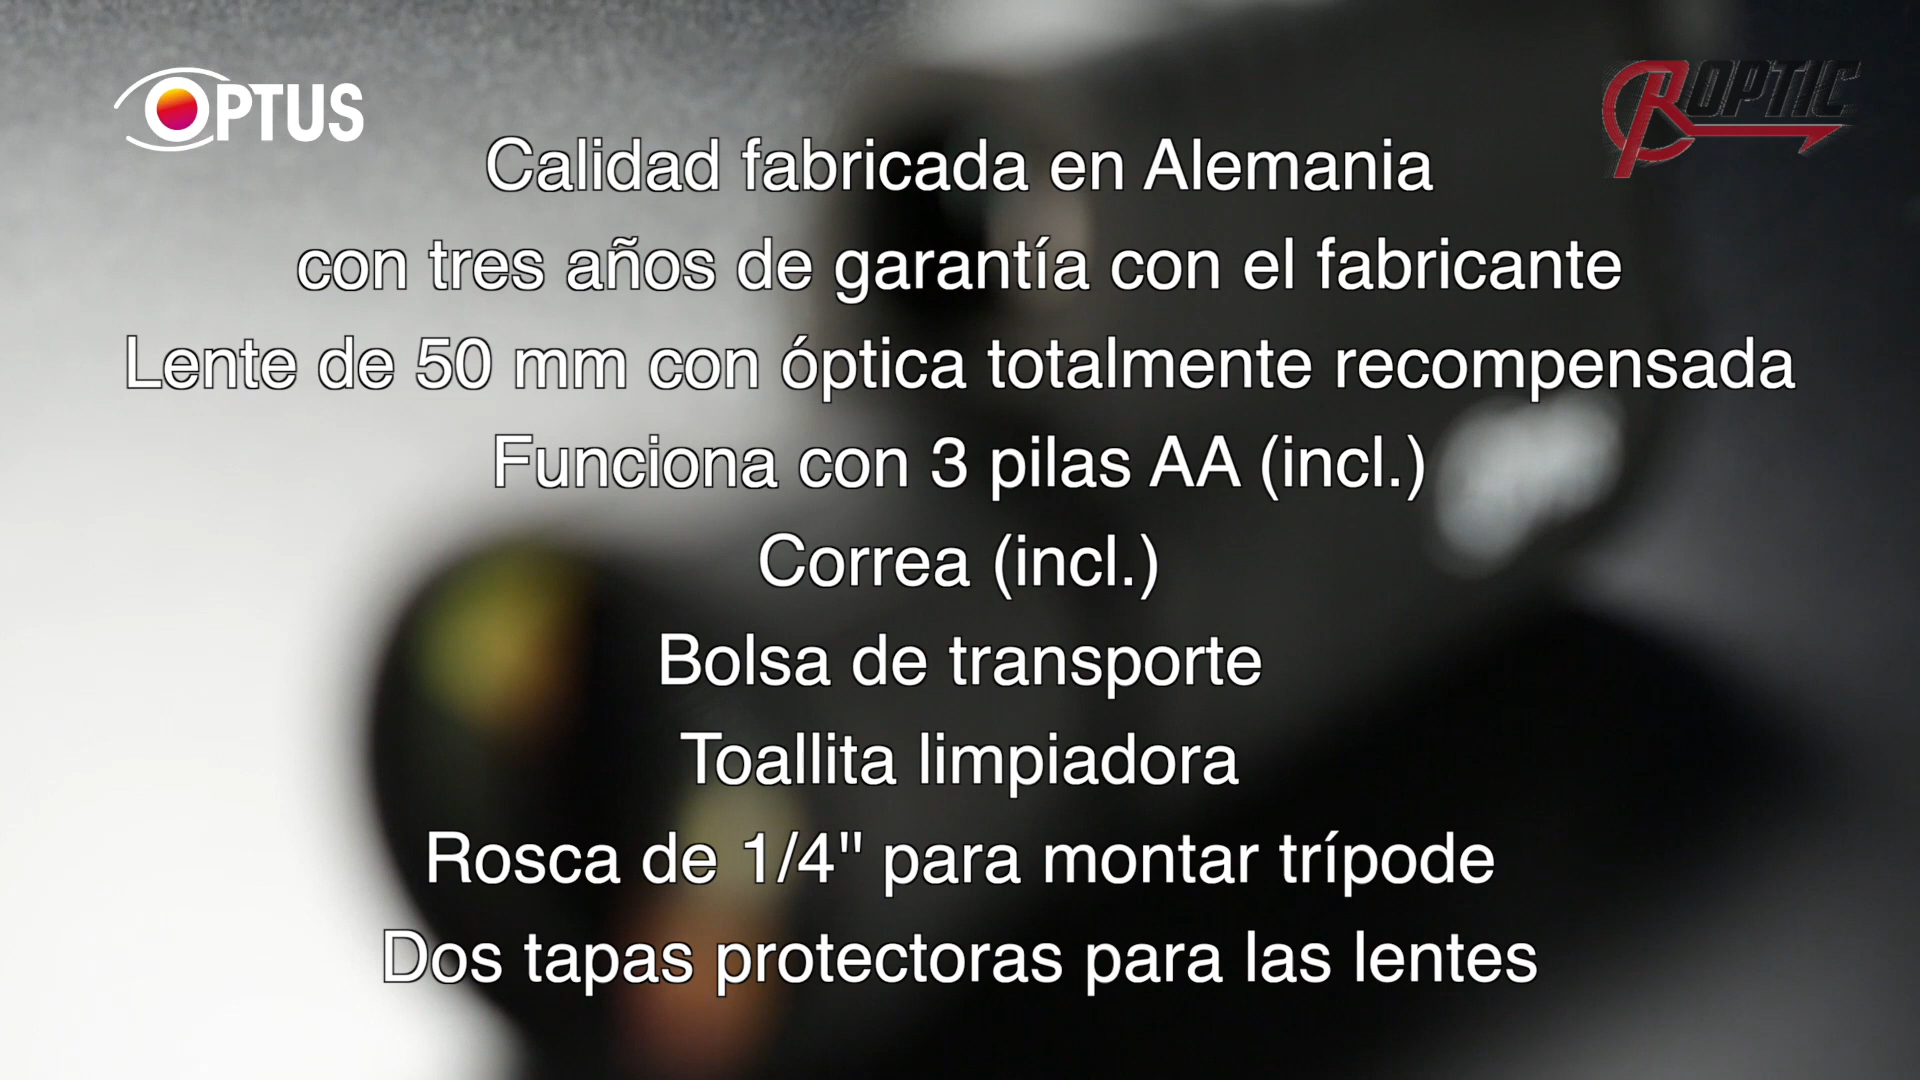 OPTUS
ROPTIC
Calidad fabricada en Alemania
con tres años de garantía con el fabricante
Lente de 50 mm con óptica totalmente recompensada
Funciona con 3 pilas AA (incl.)
Correa (incl.)
Bolsa de transporte
Toallita limpiadora
Rosca de 1/4" para montar trípode
Dos tapas protectoras para las lentes